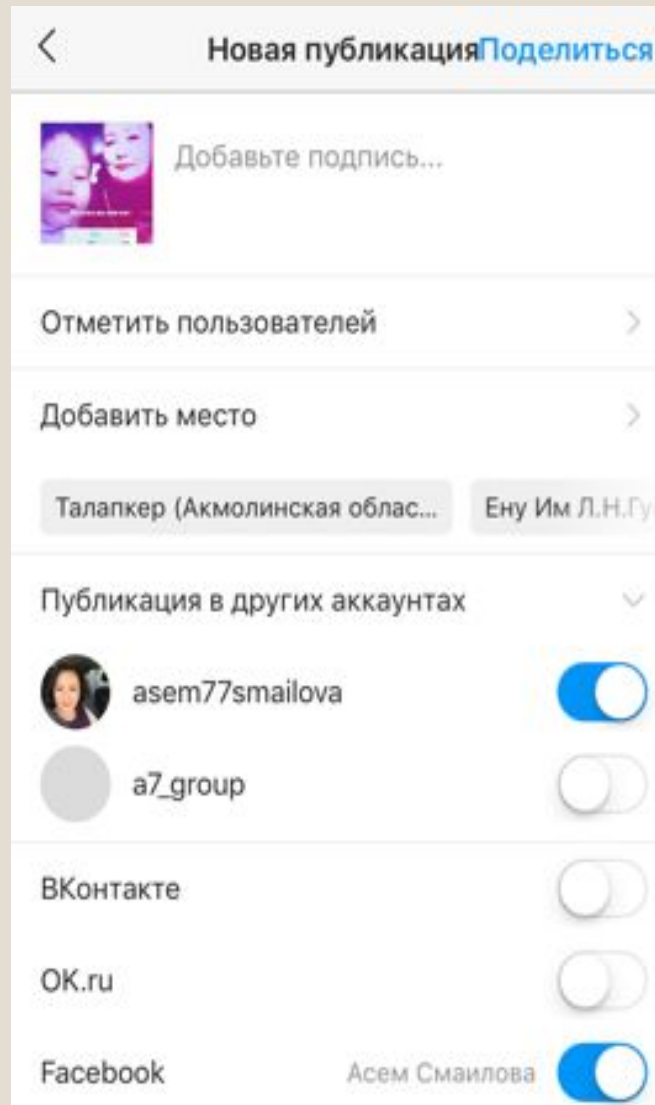 Новая публикация Поделиться
Добавьте подпись...
Отметить пользователей
Добавить место
Талапкер (Акмолинская облас... Ену Им Л.Н.Гу
Публикация в других аккаунтах
asem77smailova
a7_group
ВКонтакте
OK.ru
Facebook Асем Смаилова